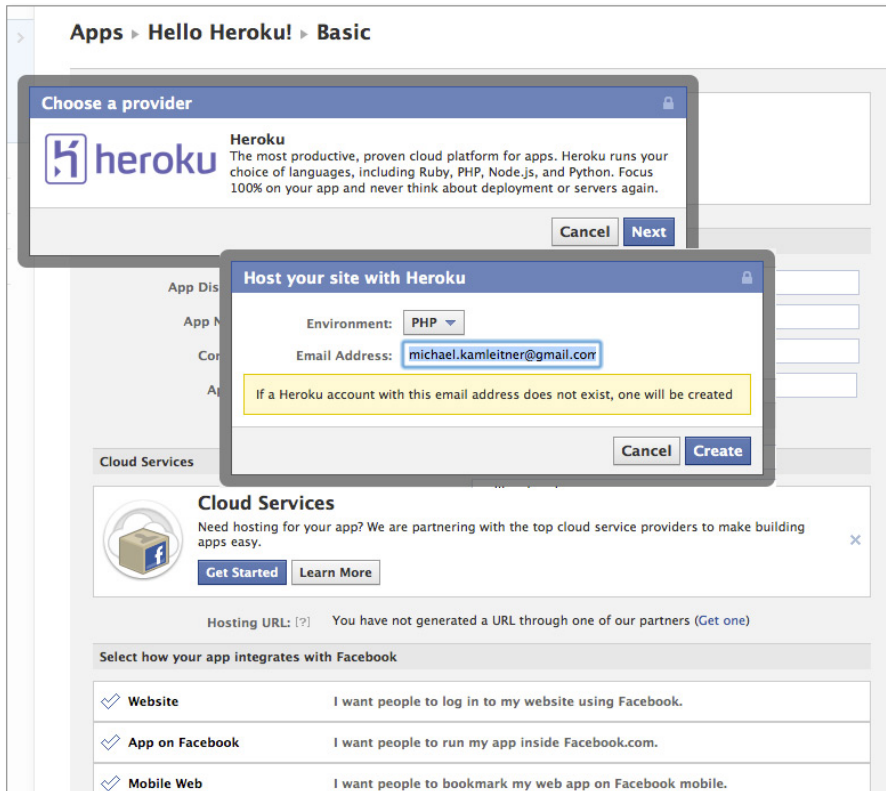 Apps ▸ Hello Heroku! ▸ Basic
Choose a provider
heroku
Heroku
The most productive, proven cloud platform for apps. Heroku runs your
choice of languages, including Ruby, PHP, Node.js, and Python. Focus
100% on your app and never think about deployment or servers again.
Cancel Next
Host your site with Heroku
App Dis
App N
Cor
Environment: PHP
Email Address: michael.kamleitner@gmail.com
If a Heroku account with this email address does not exist, one will be created
Cancel Create
Cloud Services
Cloud Services
Need hosting for your app? We are partnering with the top cloud service providers to make building
apps easy.
Get Started Learn More
Hosting URL: [?] You have not generated a URL through one of our partners (Get one)
Select how your app integrates with Facebook
Website I want people to log in to my website using Facebook.
App on Facebook I want people to run my app inside Facebook.com.
Mobile Web I want people to bookmark my web app on Facebook mobile.